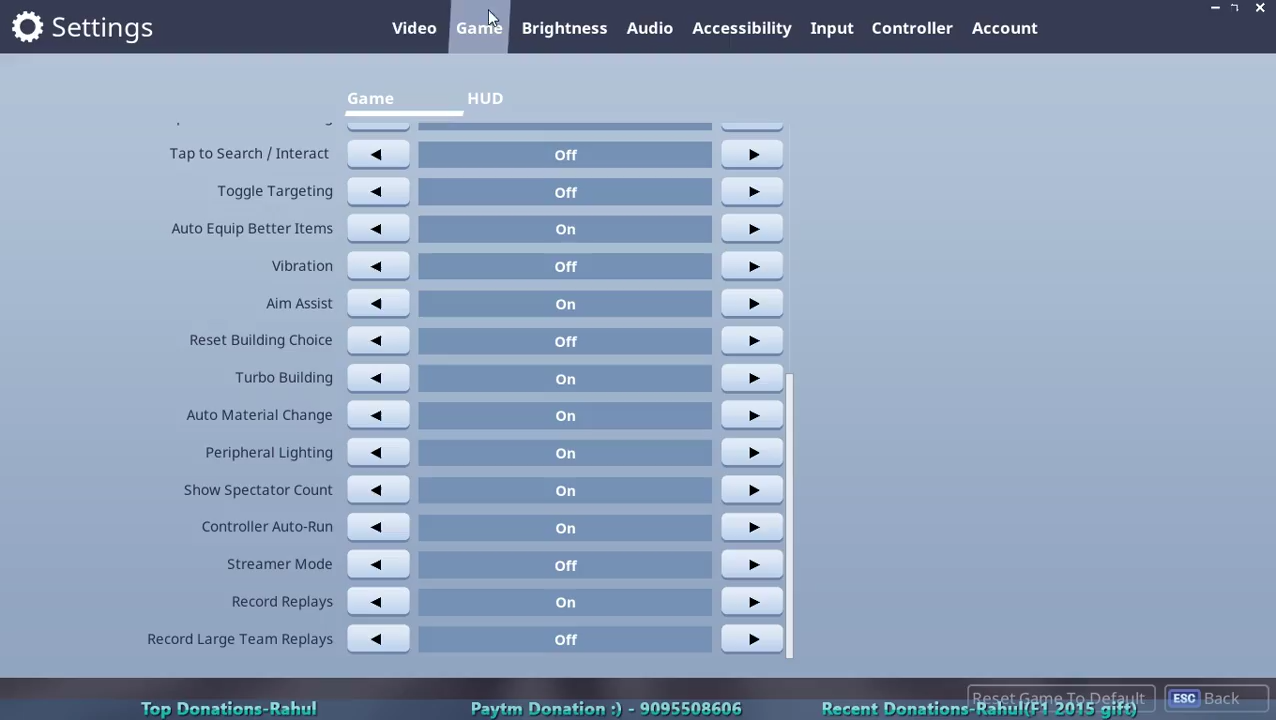 Settings
Video Game Brightness Audio Accessibility Input Controller Account
Game HUD
Tap to Search / Interact Off
Toggle Targeting Off
Auto Equip Better Items On
Vibration Off
Aim Assist On
Reset Building Choice Off
Turbo Building On
Auto Material Change On
Peripheral Lighting On
Show Spectator Count On
Controller Auto-Run On
Streamer Mode Off
Record Replays On
Record Large Team Replays Off
Reset Game To Default ESC Back
Top Donations-Rahul Paytm Donation :) - 9095508606 Recent Donations-Rahul(F1 2015 gift)